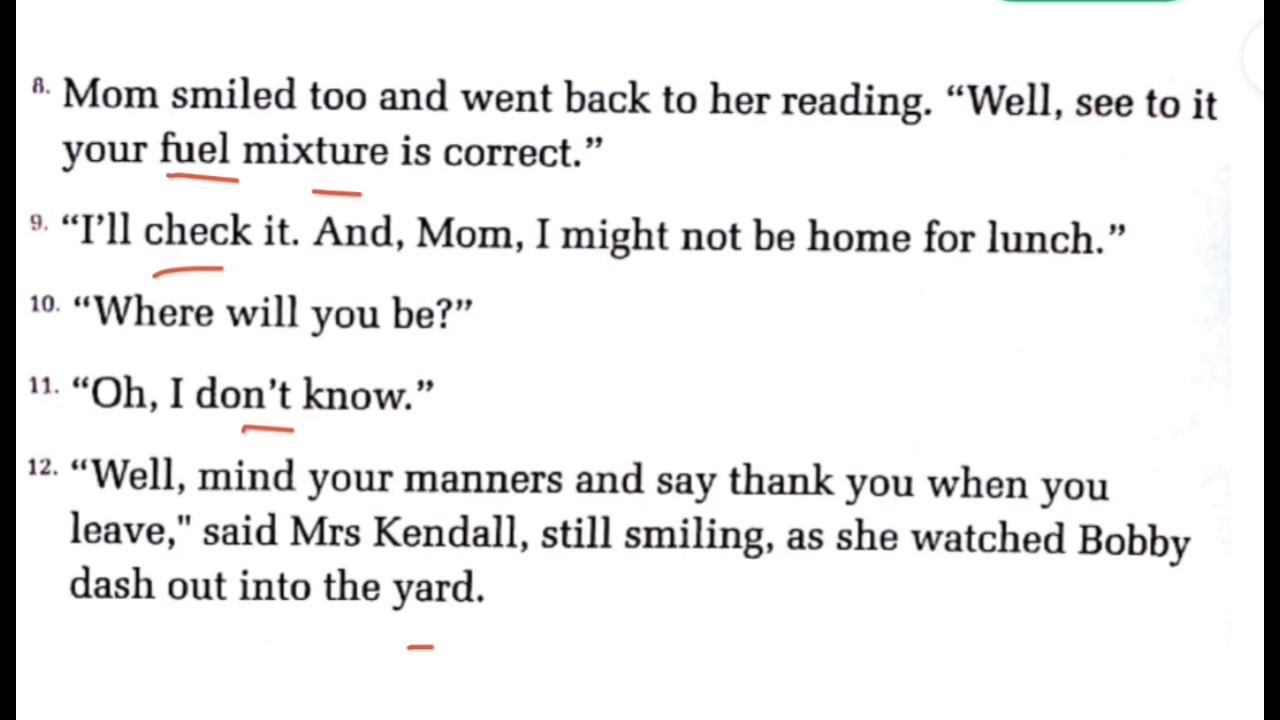 8. Mom smiled too and went back to her reading. “Well, see to it
your fuel mixture is correct.”
9. “I’ll check it. And, Mom, I might not be home for lunch.”
10. “Where will you be?”
11. “Oh, I don’t know.”
12. “Well, mind your manners and say thank you when you
leave," said Mrs Kendall, still smiling, as she watched Bobby
dash out into the yard.